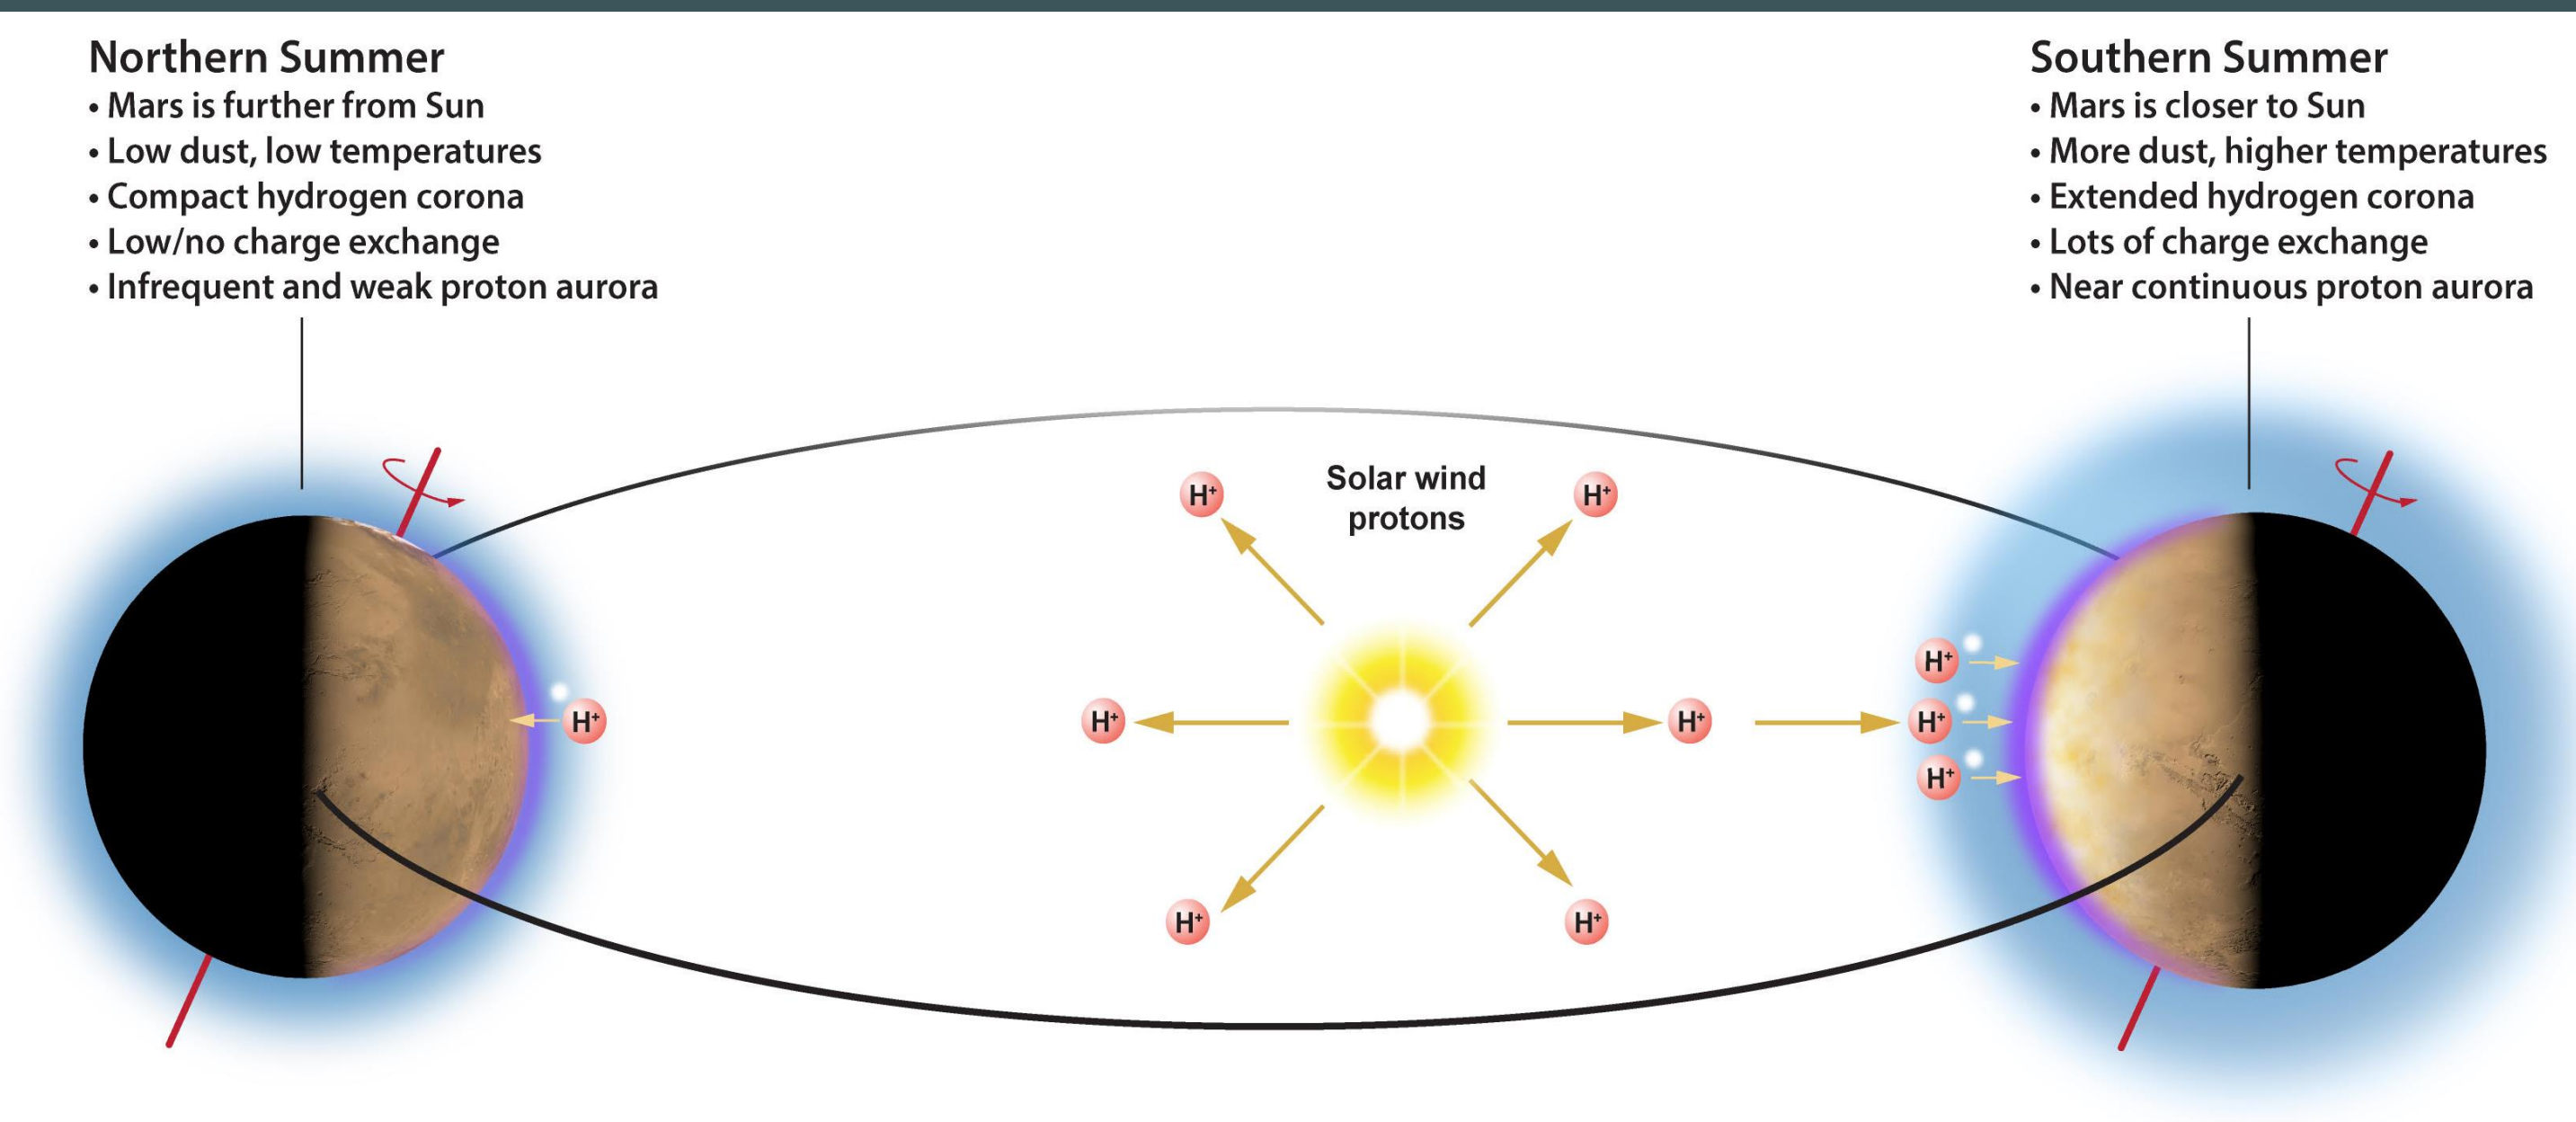 Northern Summer
• Mars is further from Sun
• Low dust, low temperatures
• Compact hydrogen corona
• Low/no charge exchange
• Infrequent and weak proton aurora
Southern Summer
• Mars is closer to Sun
• More dust, higher temperatures
• Extended hydrogen corona
• Lots of charge exchange
• Near continuous proton aurora
Solar wind
protons
H⁺
H⁺
H⁺
H⁺
H⁺
H⁺
H⁺
H⁺
H⁺
H⁺